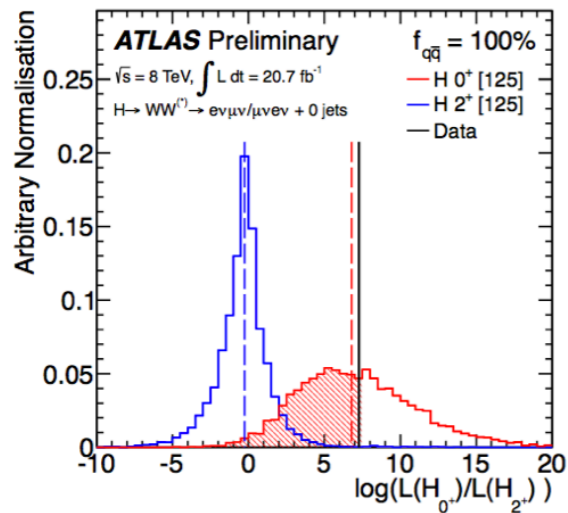 ATLAS Preliminary
√s = 8 TeV, ∫ L dt = 20.7 fb⁻¹
H→ WW⁽*⁾→ eνμν/μνeν + 0 jets
f_qq̅ = 100%
H 0⁺ [125]
H 2⁺ [125]
Data
Arbitrary Normalisation
0.25
0.2
0.15
0.1
0.05
0
-10 -5 0 5 10 15 20
log(L(H_0⁺)/L(H_2⁺) )